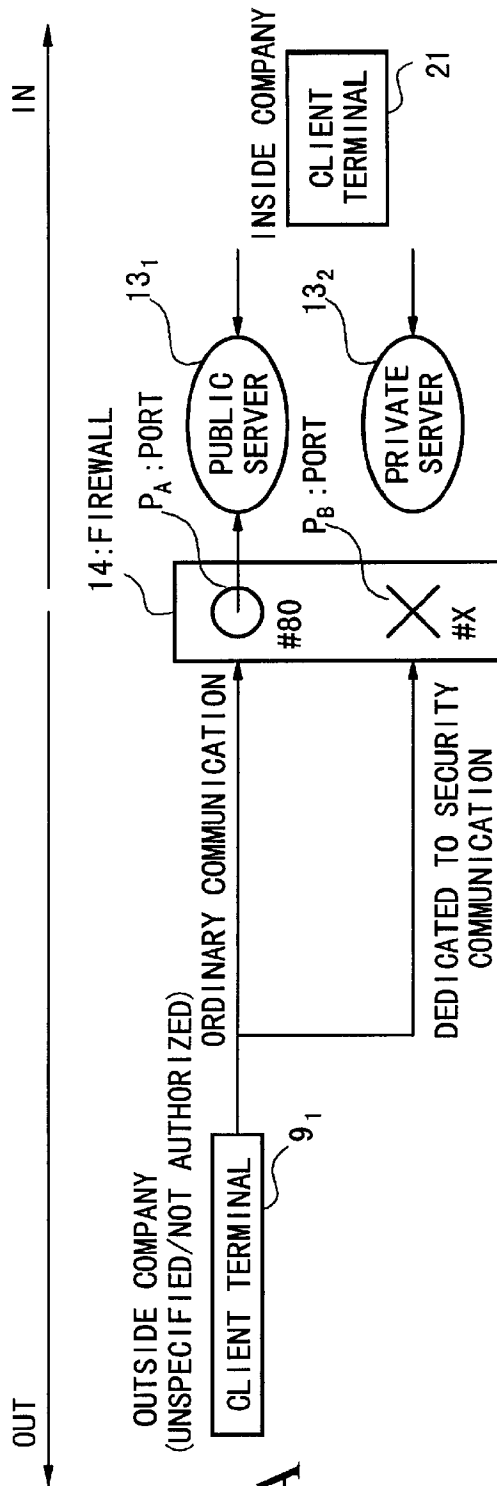 OUT
IN
OUTSIDE COMPANY
(UNSPECIFIED/NOT AUTHORIZED)
CLIENT TERMINAL
9₁
ORDINARY COMMUNICATION
DEDICATED TO SECURITY
COMMUNICATION
14:FIREWALL
P_A:PORT
#80
P_B:PORT
#X
13₁
PUBLIC
SERVER
13₂
PRIVATE
SERVER
INSIDE COMPANY
CLIENT
TERMINAL
21
A